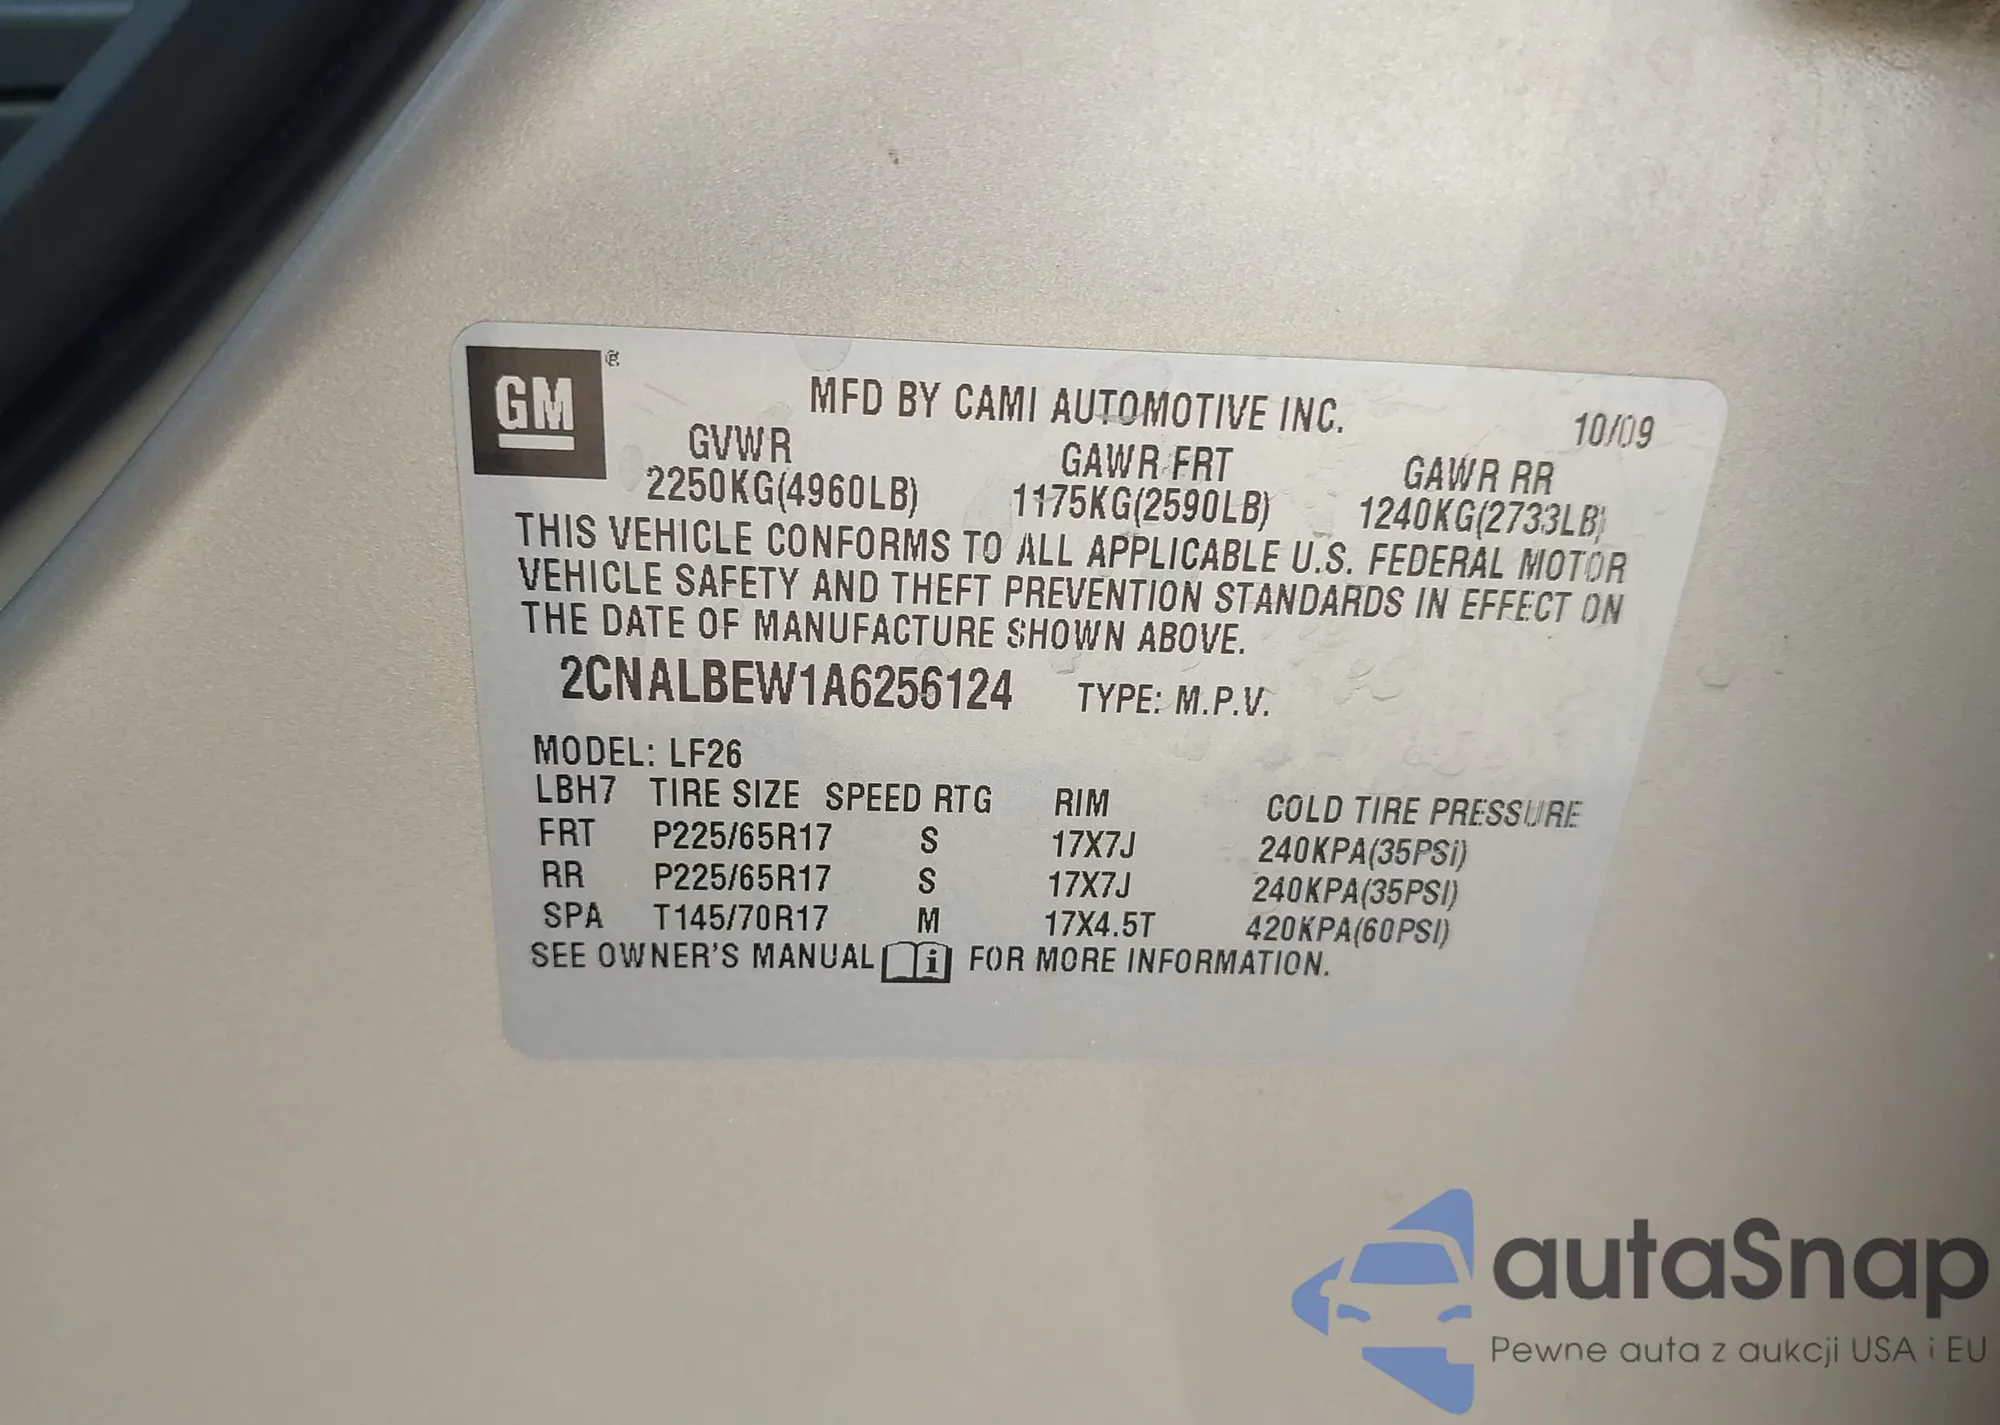 GM
MFD BY CAMI AUTOMOTIVE INC.
10/09
GVWR GAWR FRT GAWR RR
2250KG(4960LB) 1175KG(2590LB) 1240KG(2733LB)
THIS VEHICLE CONFORMS TO ALL APPLICABLE U.S. FEDERAL MOTOR
VEHICLE SAFETY AND THEFT PREVENTION STANDARDS IN EFFECT ON
THE DATE OF MANUFACTURE SHOWN ABOVE.
2CNALBEW1A6256124 TYPE: M.P.V.
MODEL: LF26
LBH7 TIRE SIZE SPEED RTG RIM COLD TIRE PRESSURE
FRT P225/65R17 S 17X7J 240KPA(35PSi)
RR P225/65R17 S 17X7J 240KPA(35PSI)
SPA T145/70R17 M 17X4.5T 420KPA(60PSI)
SEE OWNER'S MANUAL i FOR MORE INFORMATION.
autaSnap
Pewne auta z aukcji USA i EU